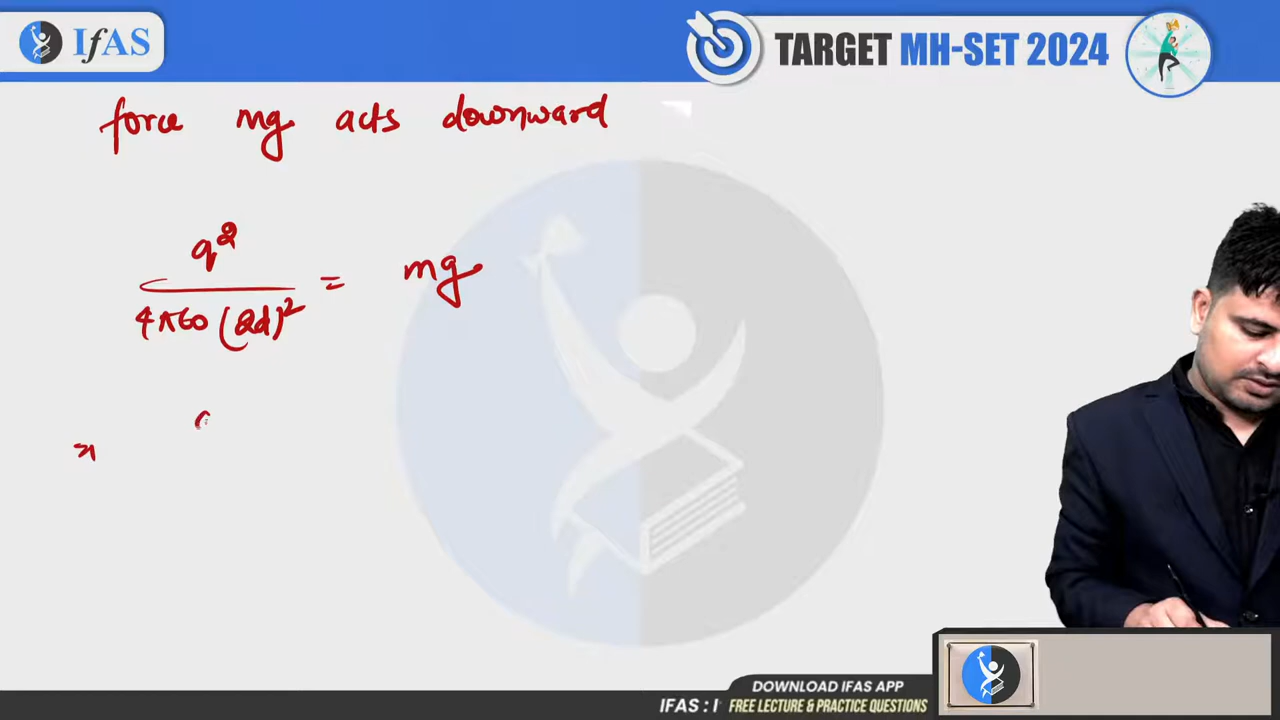 IfAS
TARGET MH-SET 2024
force mg acts downward
q²
4πϵ0 (2d)² = mg
DOWNLOAD IFAS APP
IFAS : I FREE LECTURE & PRACTICE QUESTIONS